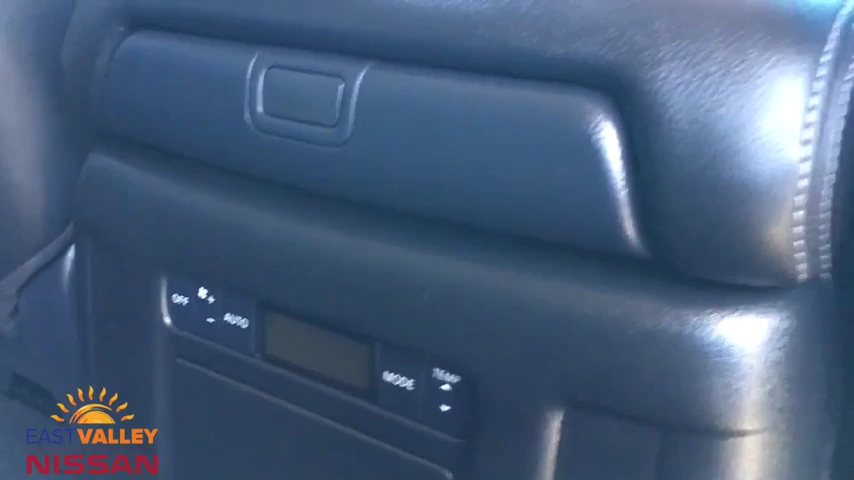 OFF
+
-
AUTO
MODE
TEMP
EAST VALLEY
NISSAN